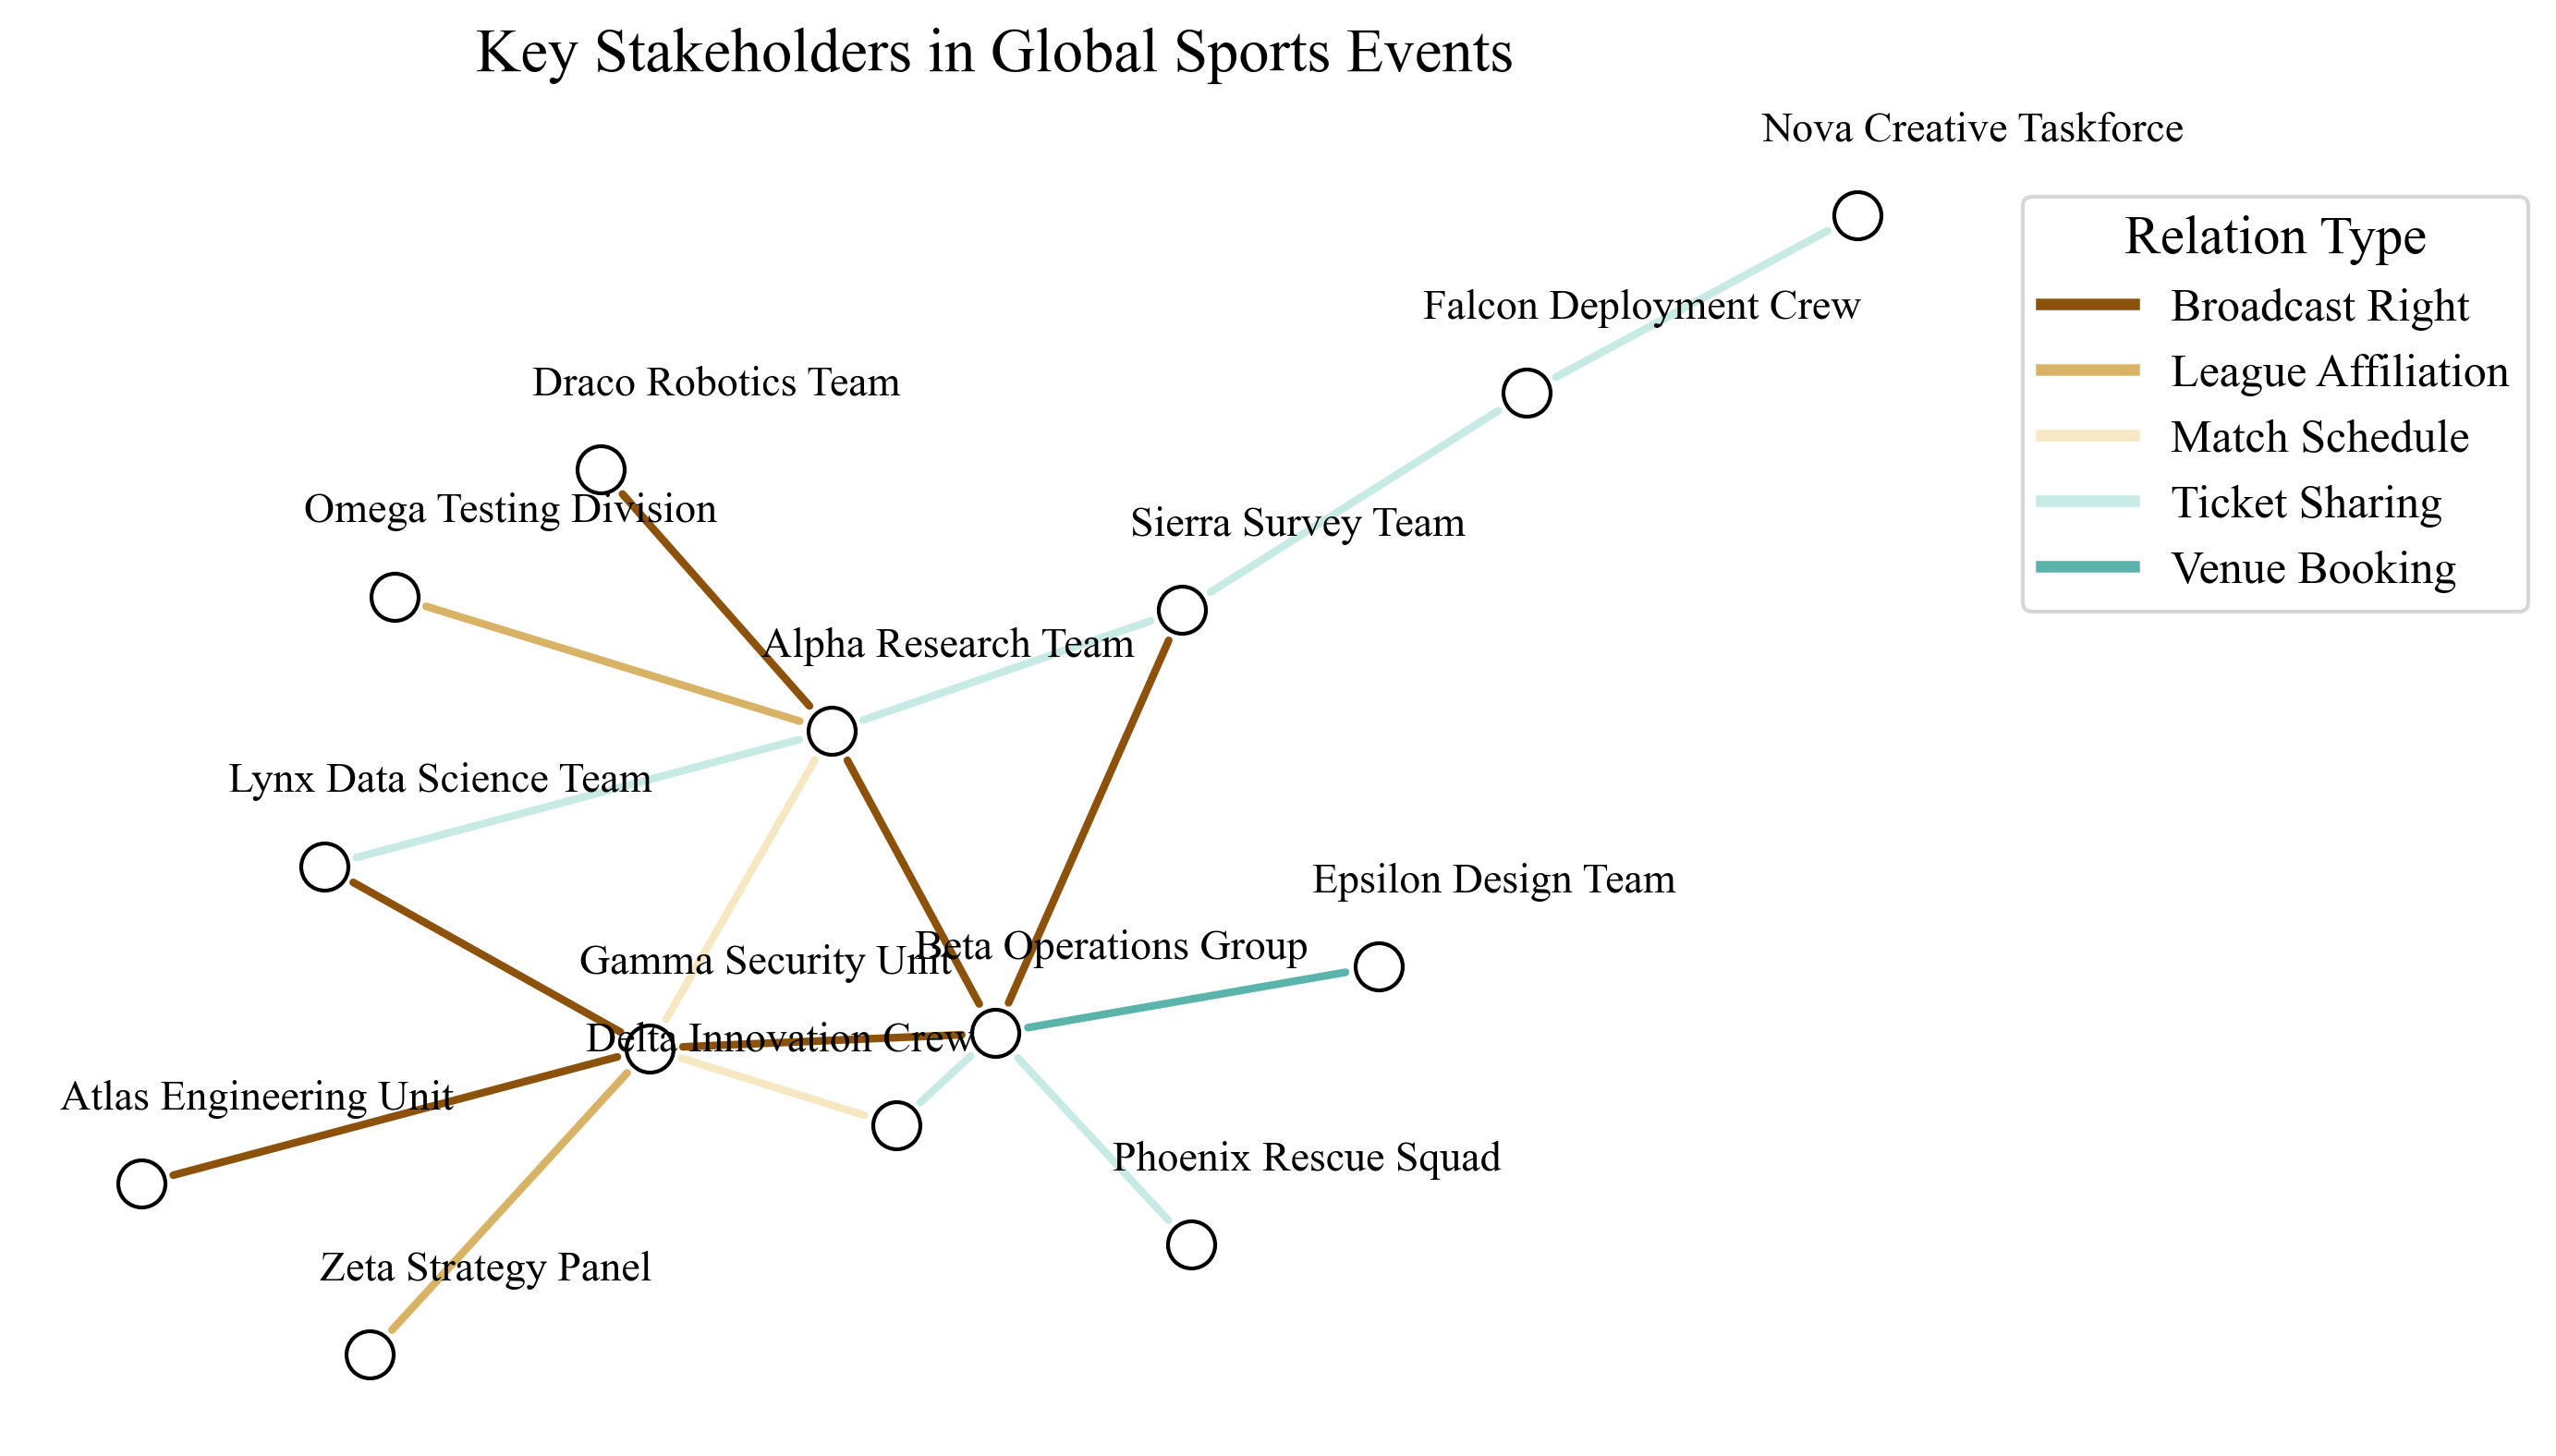 Key Stakeholders in Global Sports Events
Nova Creative Taskforce
Relation Type
Broadcast Right
League Affiliation
Match Schedule
Ticket Sharing
Venue Booking
Falcon Deployment Crew
Draco Robotics Team
Omega Testing Division
Sierra Survey Team
Alpha Research Team
Lynx Data Science Team
Epsilon Design Team
Gamma Security Unit
Beta Operations Group
Delta Innovation Crew
Atlas Engineering Unit
Phoenix Rescue Squad
Zeta Strategy Panel